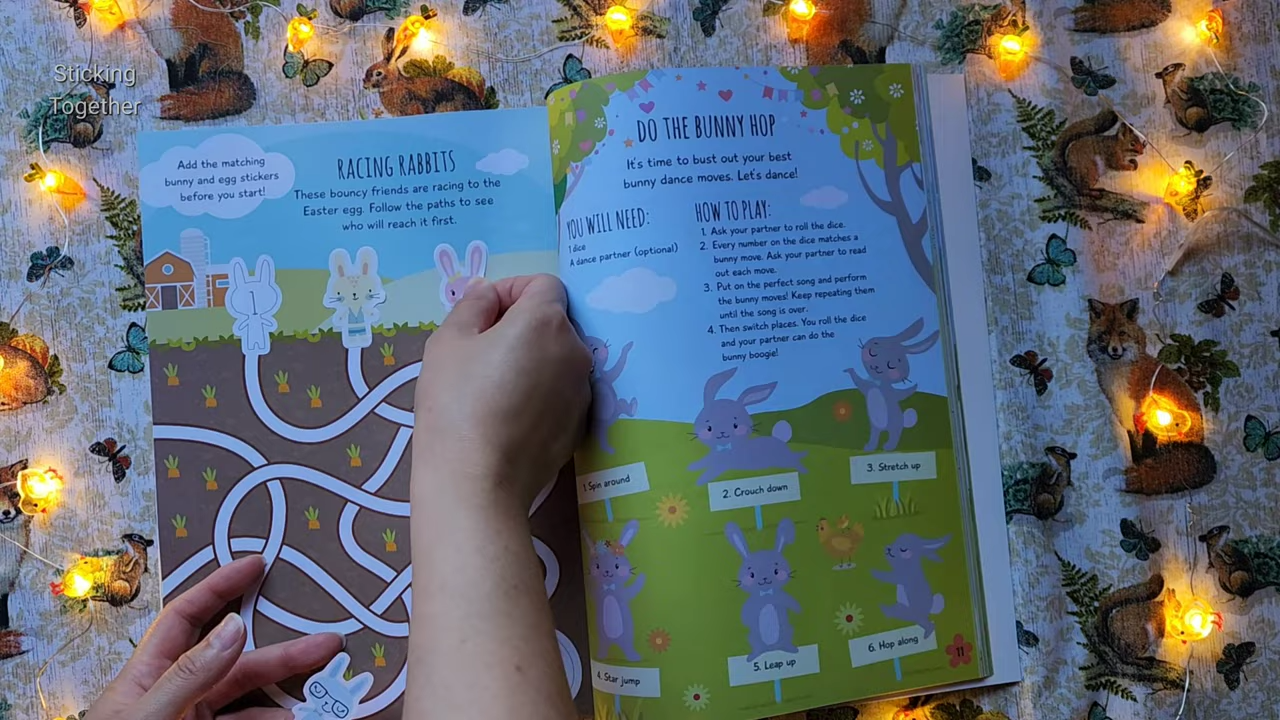 Sticking
Together
Add the matching
bunny and egg stickers
before you start!
RACING RABBITS
These bouncy friends are racing to the
Easter egg. Follow the paths to see
who will reach it first.
1
DO THE BUNNY HOP
It's time to bust out your best
bunny dance moves. Let's dance!
YOU WILL NEED:
1 dice
A dance partner (optional)
HOW TO PLAY:
1. Ask your partner to roll the dice.
2. Every number on the dice matches a
bunny move. Ask your partner to read
out each move.
3. Put on the perfect song and perform
the bunny moves! Keep repeating them
until the song is over.
4. Then switch places. You roll the dice
and your partner can do the
bunny boogie!
1. Spin around
2. Crouch down
3. Stretch up
4. Star jump
5. Leap up
6. Hop along
11